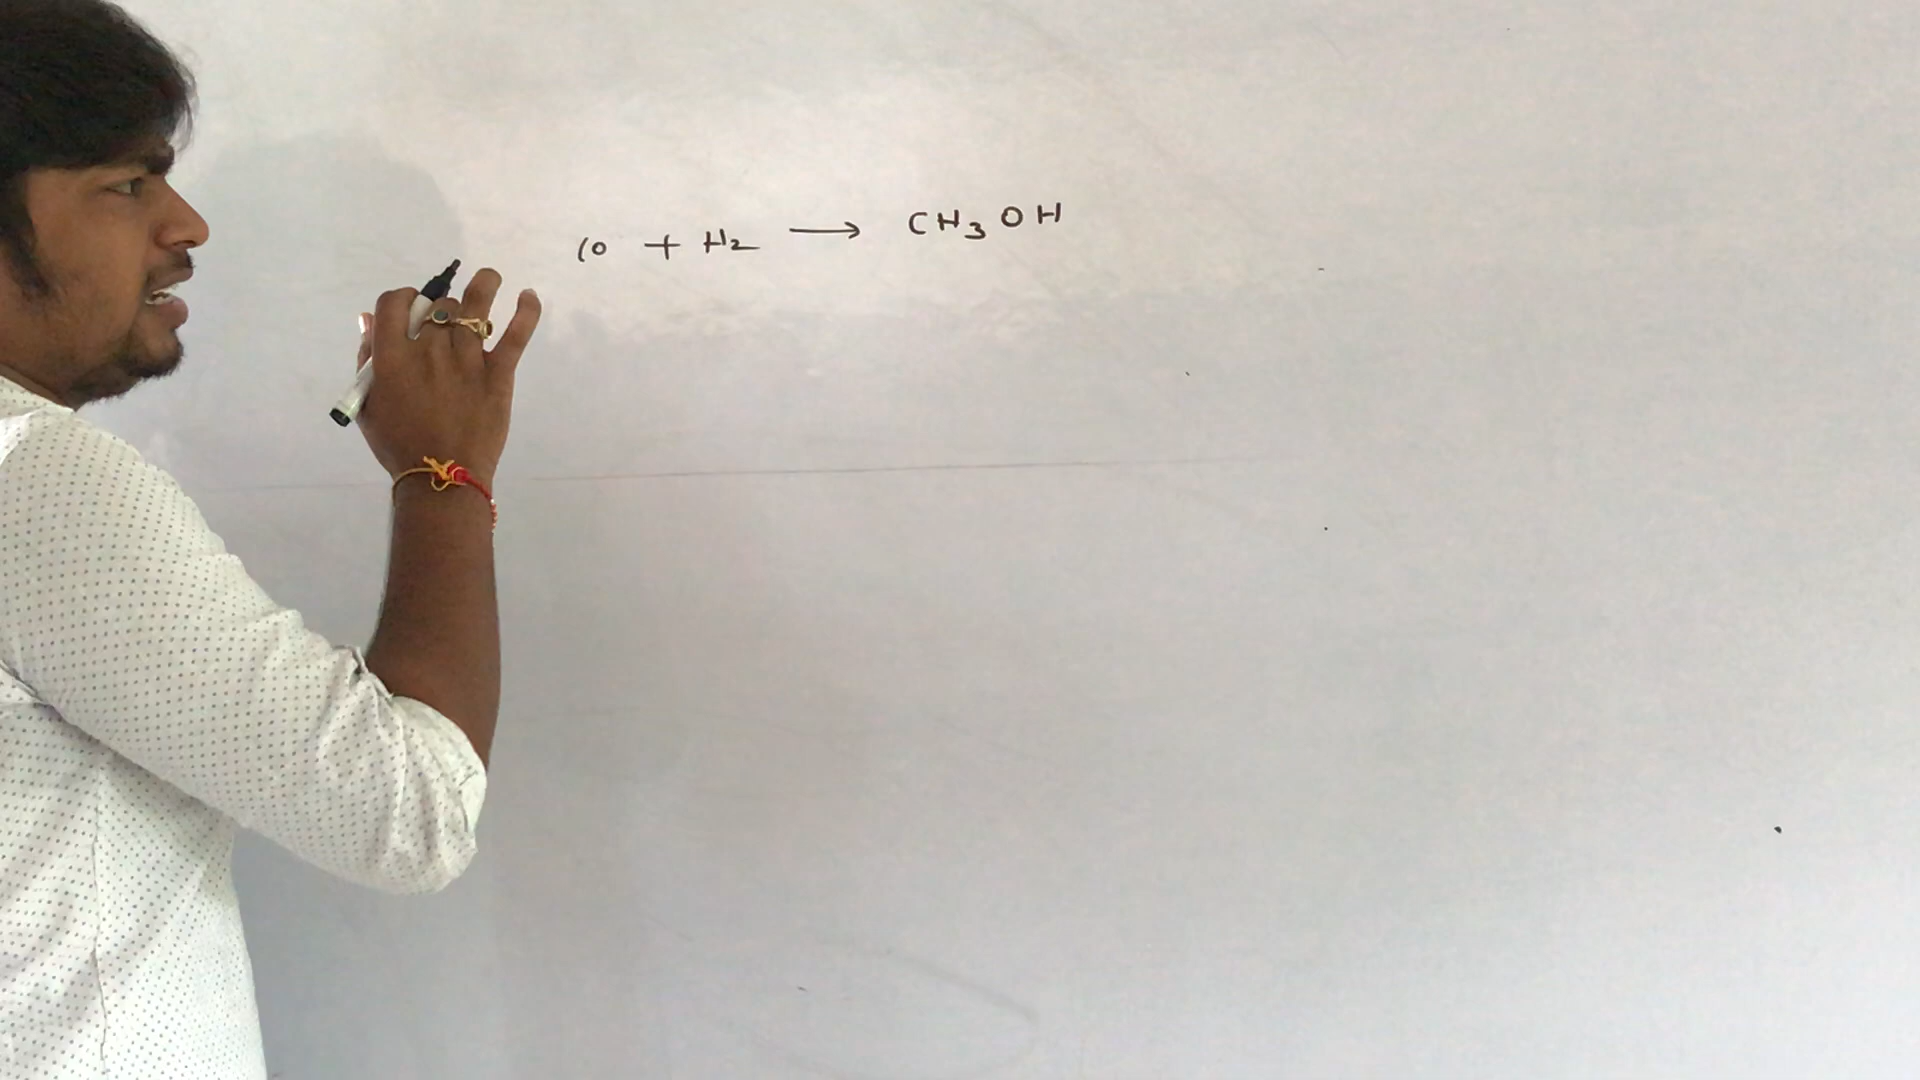 CO + H₂ → CH₃OH